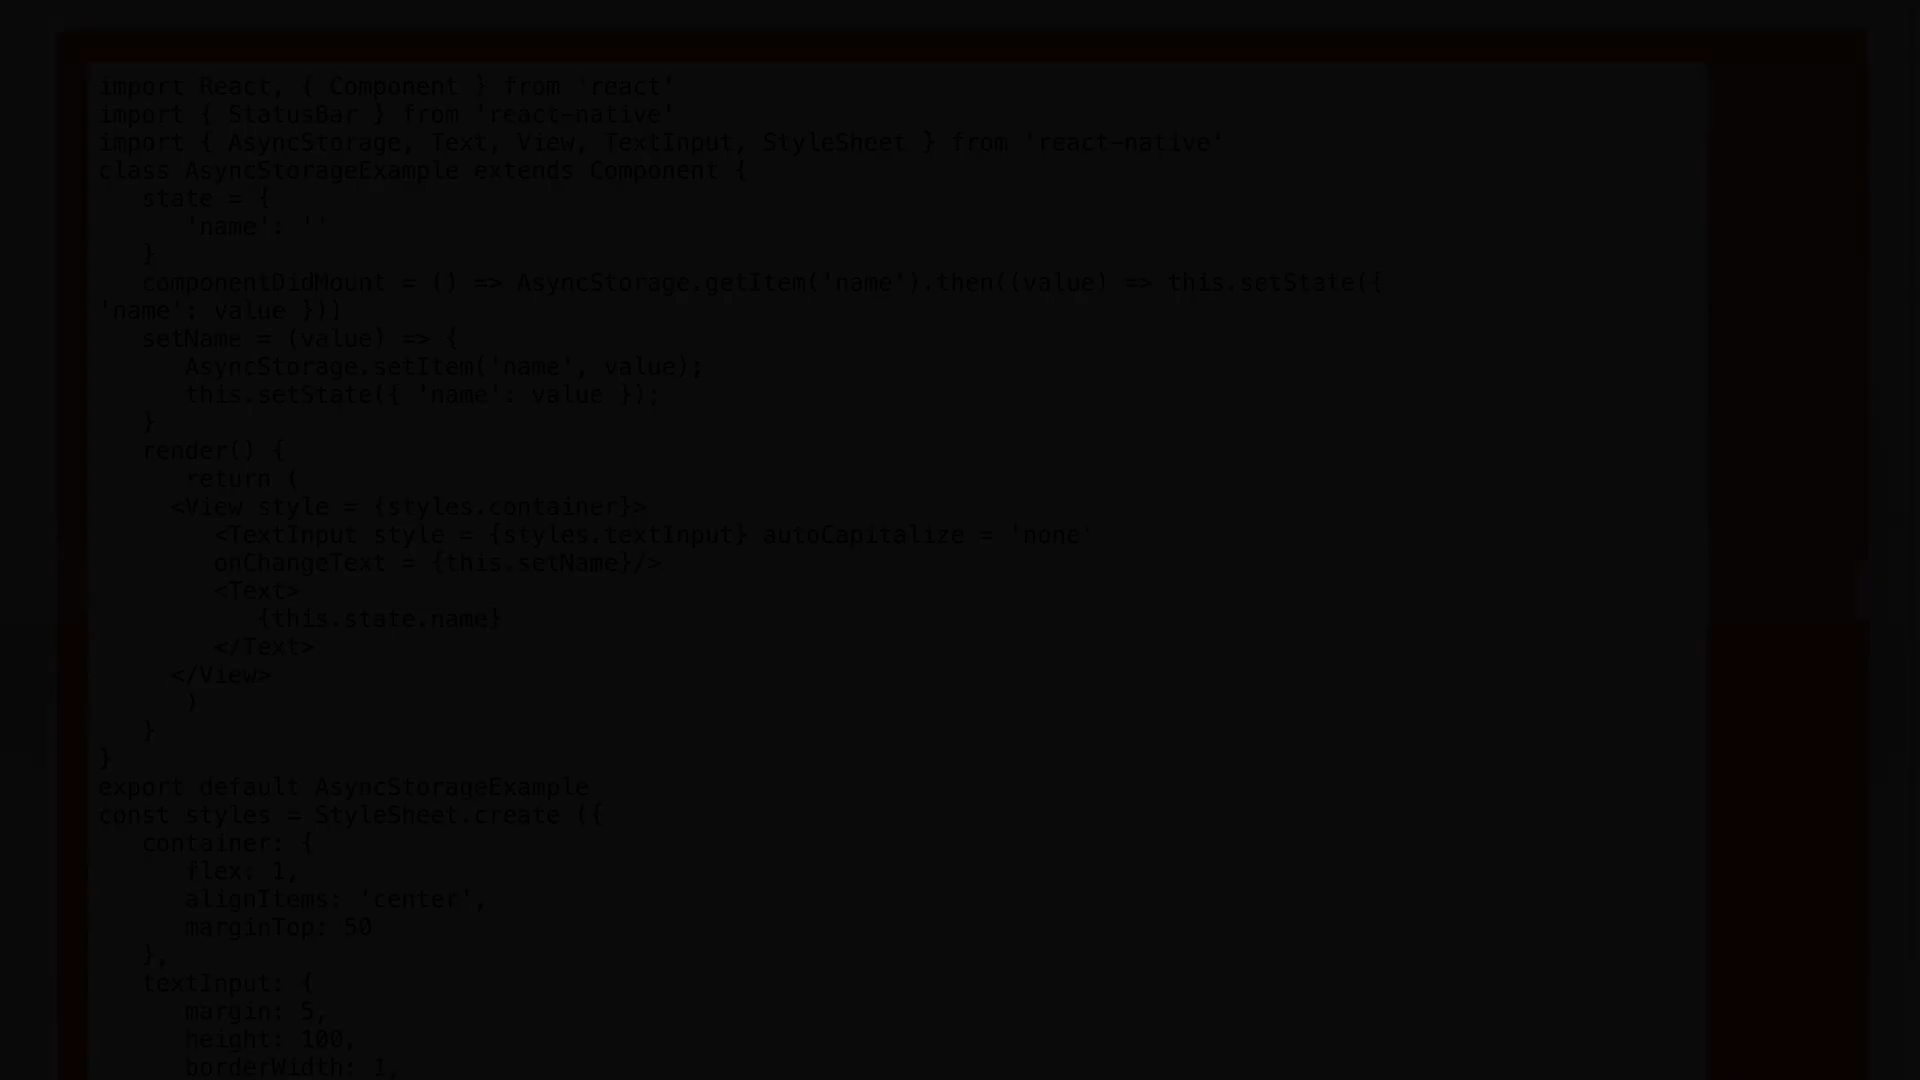 import React, { Component } from 'react'
import { StatusBar } from 'react-native'
import { AsyncStorage, Text, View, TextInput, StyleSheet } from 'react-native'
class AsyncStorageExample extends Component {
   state = {
      'name': ''
   }
   componentDidMount = () => AsyncStorage.getItem('name').then((value) => this.setState({
'name': value }))
   setName = (value) => {
      AsyncStorage.setItem('name', value);
      this.setState({ 'name': value });
   }
   render() {
      return (
     <View style = {styles.container}>
        <TextInput style = {styles.textInput} autoCapitalize = 'none'
        onChangeText = {this.setName}/>
        <Text>
           {this.state.name}
        </Text>
     </View>
      )
   }
}
export default AsyncStorageExample
const styles = StyleSheet.create ({
   container: {
      flex: 1,
      alignItems: 'center',
      marginTop: 50
   },
   textInput: {
      margin: 5,
      height: 100,
      borderWidth: 1,